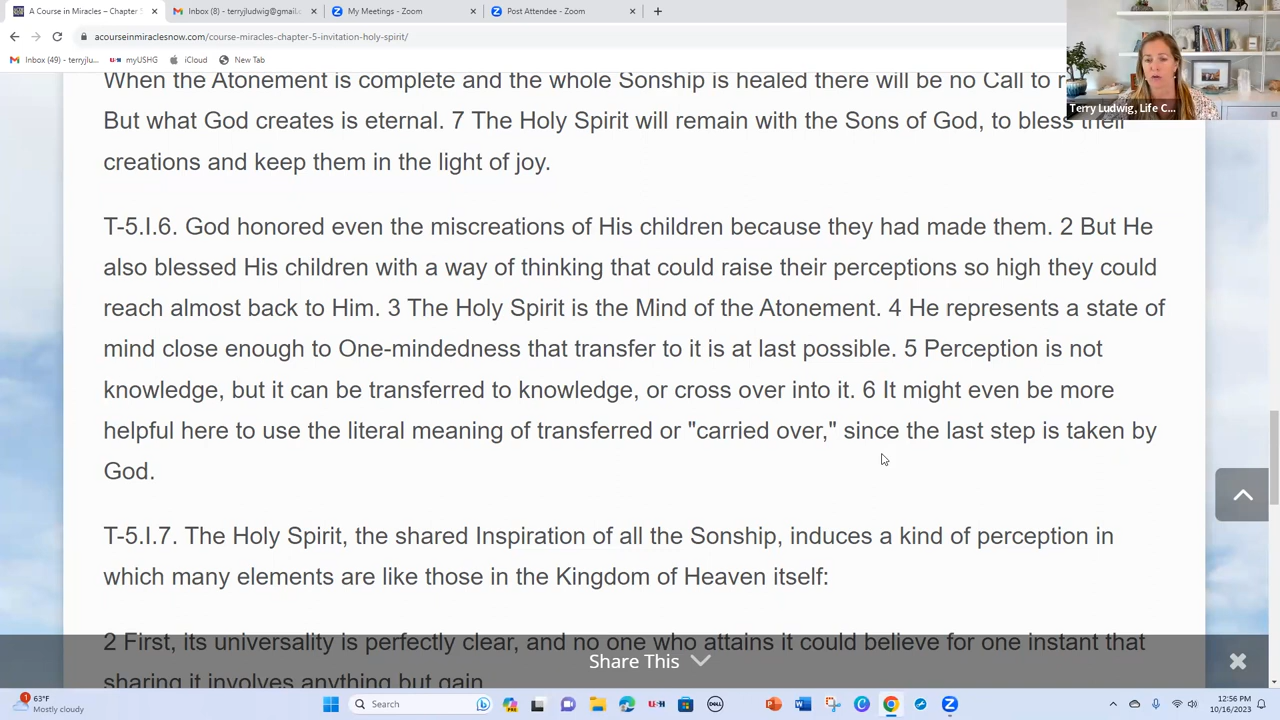 A Course in Miracles – Chapter 5
Inbox (8) - terryjludwig@gmail.c
My Meetings - Zoom
Post Attendee - Zoom
acourseinmiraclesnow.com/course-miracles-chapter-5-invitation-holy-spirit/
Inbox (49) - terryjlu...
myUSHG
iCloud
New Tab
Terry Ludwig, Life C...
When the Atonement is complete and the whole Sonship is healed there will be no Call to
But what God creates is eternal. 7 The Holy Spirit will remain with the Sons of God, to bless their
creations and keep them in the light of joy.
T-5.I.6. God honored even the miscreations of His children because they had made them. 2 But He
also blessed His children with a way of thinking that could raise their perceptions so high they could
reach almost back to Him. 3 The Holy Spirit is the Mind of the Atonement. 4 He represents a state of
mind close enough to One-mindedness that transfer to it is at last possible. 5 Perception is not
knowledge, but it can be transferred to knowledge, or cross over into it. 6 It might even be more
helpful here to use the literal meaning of transferred or "carried over," since the last step is taken by
God.
T-5.I.7. The Holy Spirit, the shared Inspiration of all the Sonship, induces a kind of perception in
which many elements are like those in the Kingdom of Heaven itself:
2 First, its universality is perfectly clear, and no one who attains it could believe for one instant that
sharing it involves anything but gain.
Share This
63°F
Mostly cloudy
Search
12:56 PM
10/16/2023